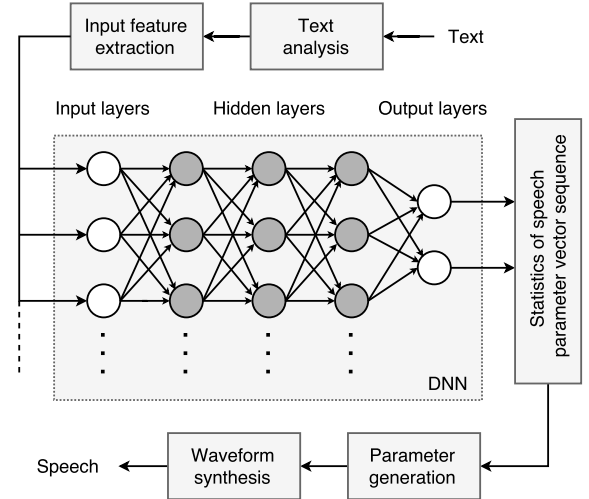 Input feature
extraction
Text
analysis
Text
Input layers
Hidden layers
Output layers
Statistics of speech
parameter vector sequence
DNN
Speech
Waveform
synthesis
Parameter
generation